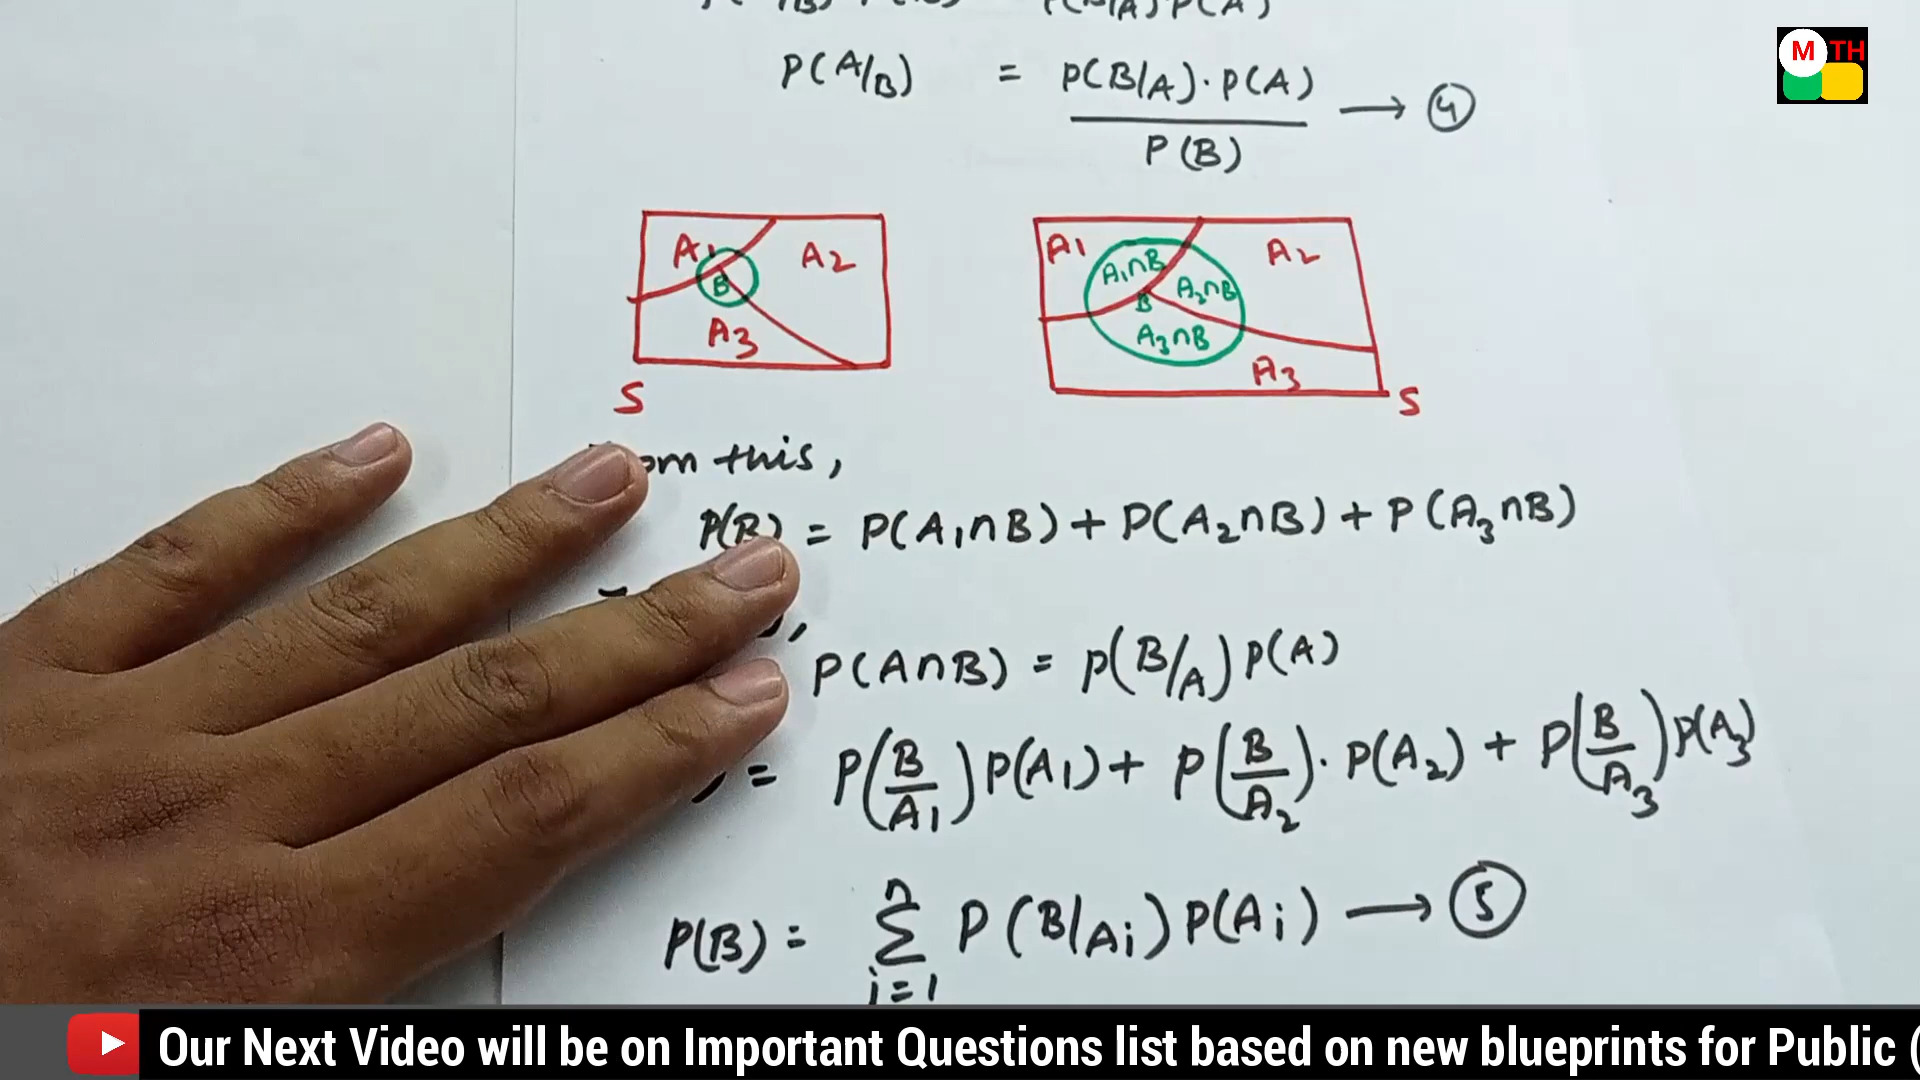 P(A/B) = P(B/A)·P(A) / P(B) → 4
M TH
A1 B A2 A3 S
A1 A1∩B A2∩B A2 B A3∩B A3 S
this,
P(B) = P(A1∩B) + P(A2∩B) + P(A3∩B)
P(A∩B) = P(B/A) P(A)
= P(B/A1) P(A1) + P(B/A2)·P(A2) + P(B/A3) P(A3)
P(B) = n Σ i=1 P(B/Ai) P(Ai) → 5
Our Next Video will be on Important Questions list based on new blueprints for Public (